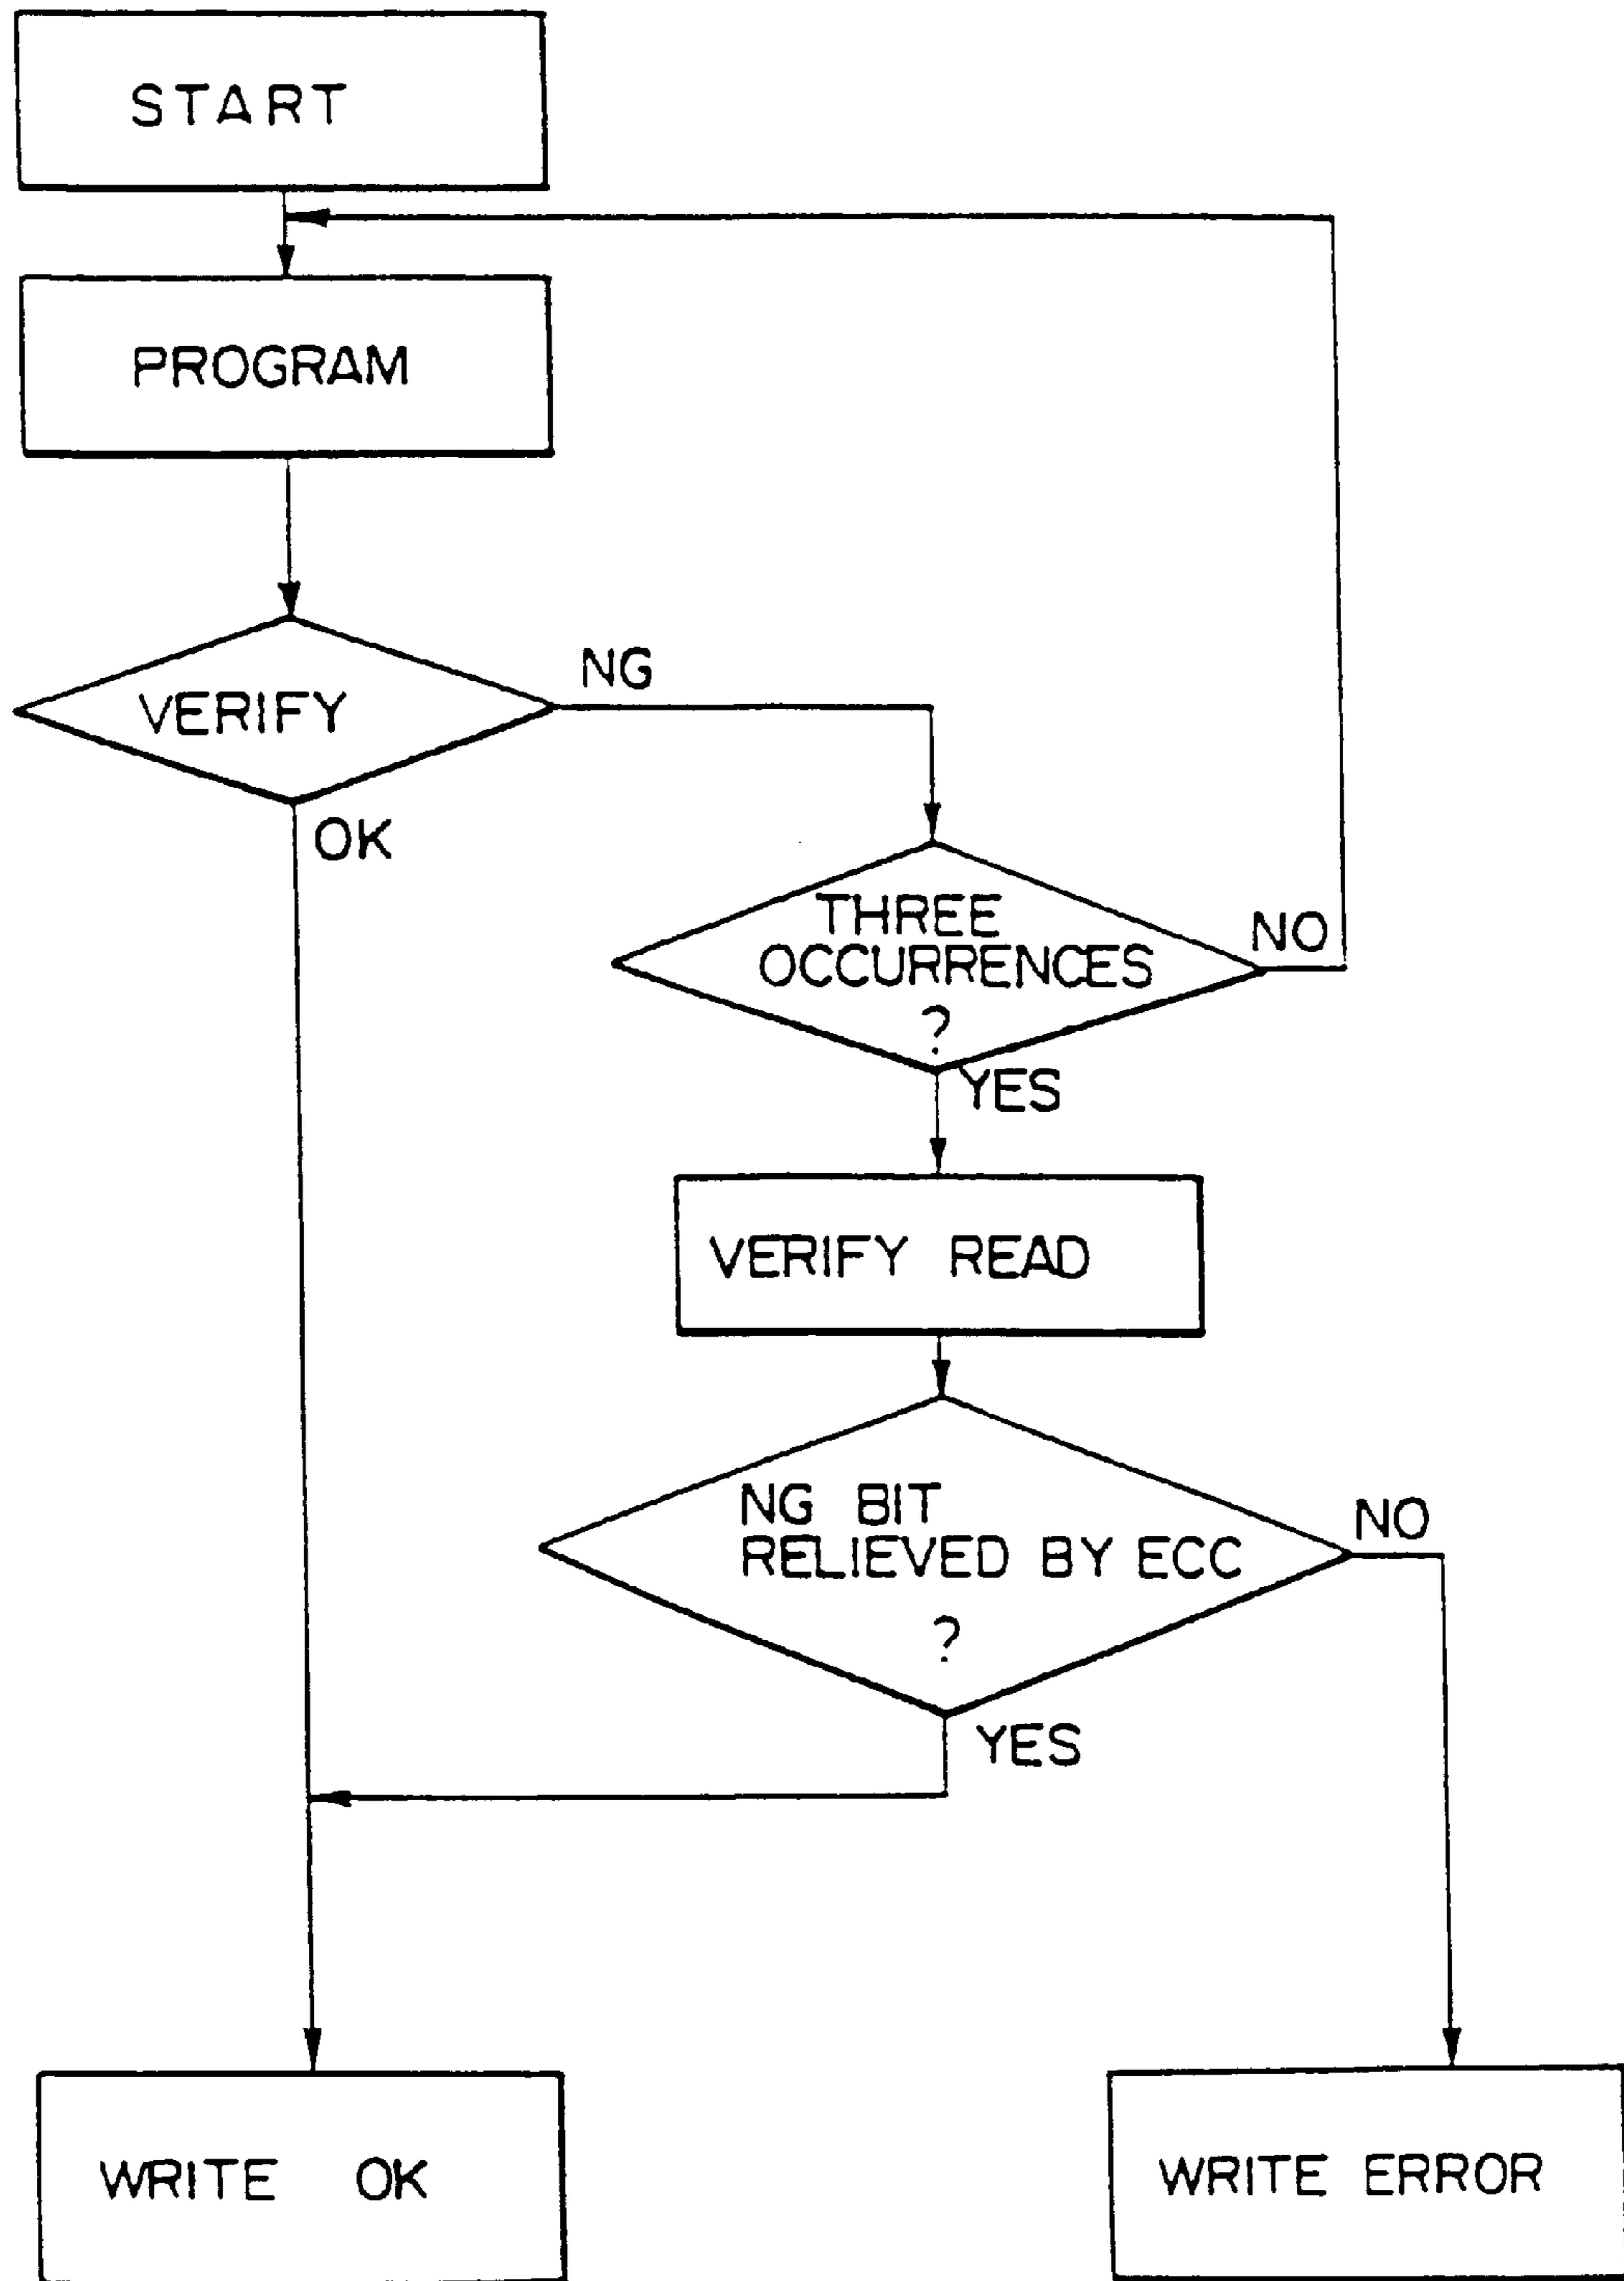 START
PROGRAM
VERIFY
NG
OK
THREE
OCCURRENCES
?
NO
YES
VERIFY READ
NG BIT
RELIEVED BY ECC
?
NO
YES
WRITE OK
WRITE ERROR